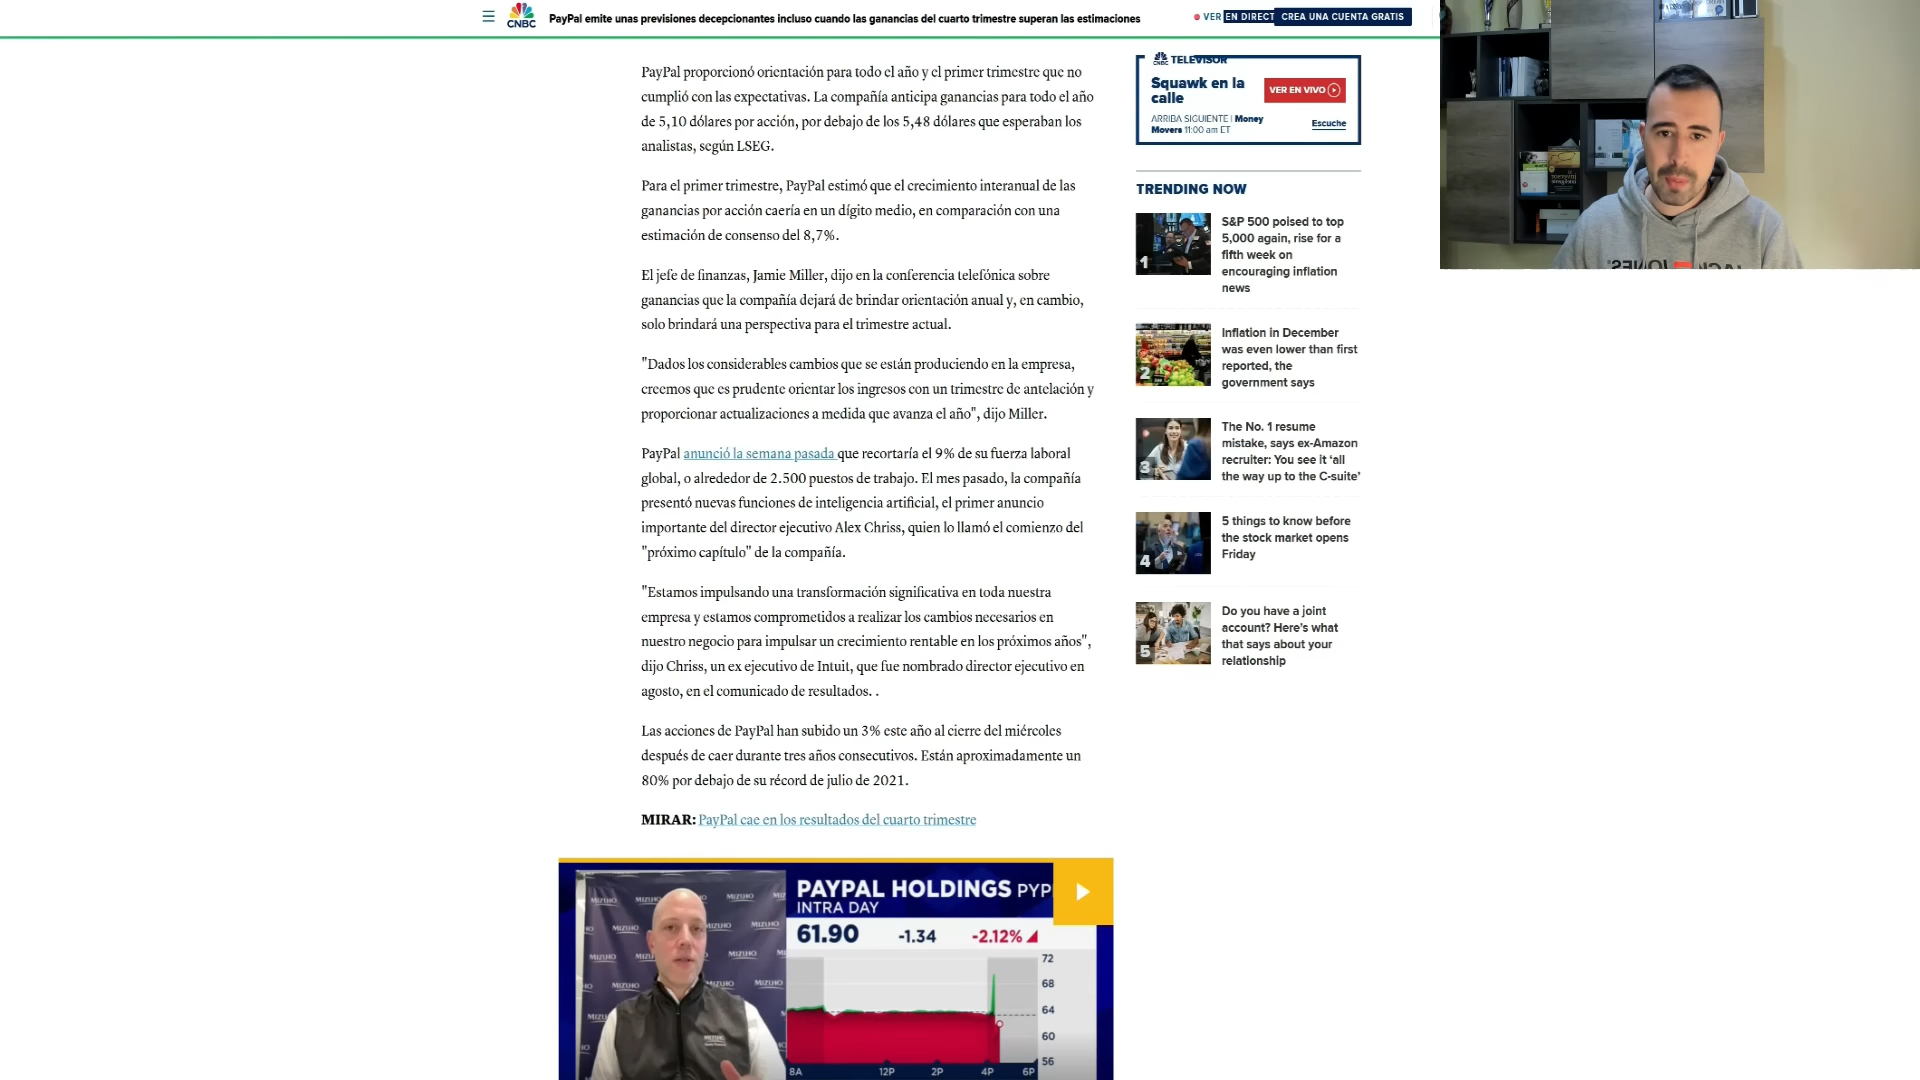 CNBC
PayPal emite unas previsiones decepcionantes incluso cuando las ganancias del cuarto trimestre superan las estimaciones
VER EN DIRECT
CREA UNA CUENTA GRATIS
PayPal proporcionó orientación para todo el año y el primer trimestre que no
cumplió con las expectativas. La compañía anticipa ganancias para todo el año
de 5,10 dólares por acción, por debajo de los 5,48 dólares que esperaban los
analistas, según LSEG.
Para el primer trimestre, PayPal estimó que el crecimiento interanual de las
ganancias por acción caería en un dígito medio, en comparación con una
estimación de consenso del 8,7%.
El jefe de finanzas, Jamie Miller, dijo en la conferencia telefónica sobre
ganancias que la compañía dejará de brindar orientación anual y, en cambio,
solo brindará una perspectiva para el trimestre actual.
"Dados los considerables cambios que se están produciendo en la empresa,
creemos que es prudente orientar los ingresos con un trimestre de antelación y
proporcionar actualizaciones a medida que avanza el año", dijo Miller.
PayPal anunció la semana pasada que recortaría el 9% de su fuerza laboral
global, o alrededor de 2.500 puestos de trabajo. El mes pasado, la compañía
presentó nuevas funciones de inteligencia artificial, el primer anuncio
importante del director ejecutivo Alex Chriss, quien lo llamó el comienzo del
"próximo capítulo" de la compañía.
"Estamos impulsando una transformación significativa en toda nuestra
empresa y estamos comprometidos a realizar los cambios necesarios en
nuestro negocio para impulsar un crecimiento rentable en los próximos años",
dijo Chriss, un ex ejecutivo de Intuit, que fue nombrado director ejecutivo en
agosto, en el comunicado de resultados. .
Las acciones de PayPal han subido un 3% este año al cierre del miércoles
después de caer durante tres años consecutivos. Están aproximadamente un
80% por debajo de su récord de julio de 2021.
MIRAR: PayPal cae en los resultados del cuarto trimestre
PAYPAL HOLDINGS PYP
INTRA DAY
61.90 -1.34 -2.12%
72
68
64
60
56
8A 12P 2P 4P 6P
MIZUHO
CNBC TELEVISOR
Squawk en la
calle
VER EN VIVO
ARRIBA SIGUIENTE | Money
Movers 11:00 am ET
Escuche
TRENDING NOW
1
S&P 500 poised to top
5,000 again, rise for a
fifth week on
encouraging inflation
news
2
Inflation in December
was even lower than first
reported, the
government says
3
The No. 1 resume
mistake, says ex-Amazon
recruiter: You see it ‘all
the way up to the C-suite’
4
5 things to know before
the stock market opens
Friday
5
Do you have a joint
account? Here’s what
that says about your
relationship